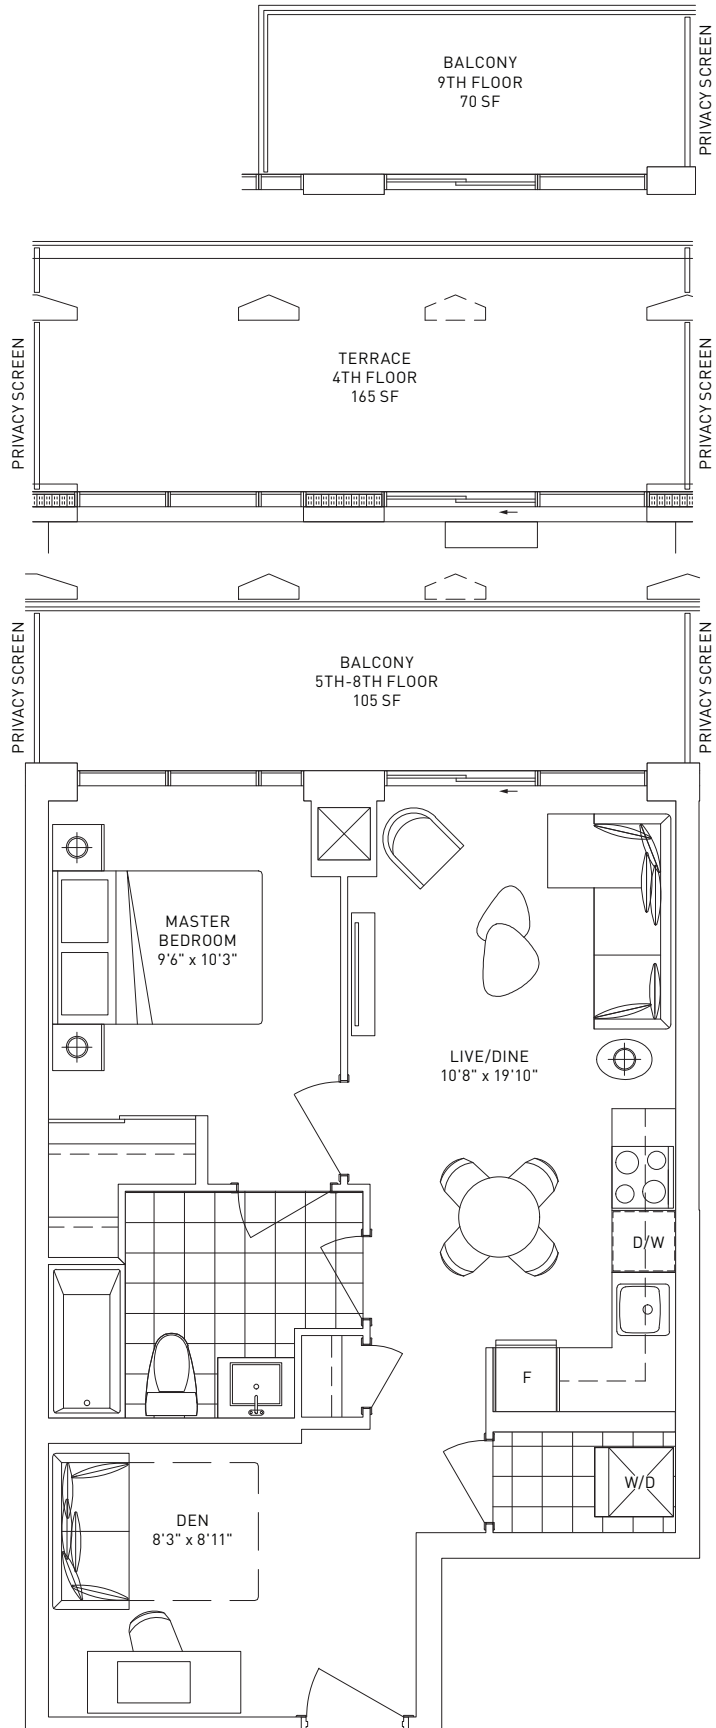 BALCONY
9TH FLOOR
70 SF
PRIVACY SCREEN
TERRACE
4TH FLOOR
165 SF
PRIVACY SCREEN
PRIVACY SCREEN
BALCONY
5TH-8TH FLOOR
105 SF
PRIVACY SCREEN
PRIVACY SCREEN
MASTER
BEDROOM
9'6" x 10'3"
LIVE/DINE
10'8" x 19'10"
D/W
F
W/D
DEN
8'3" x 8'11"